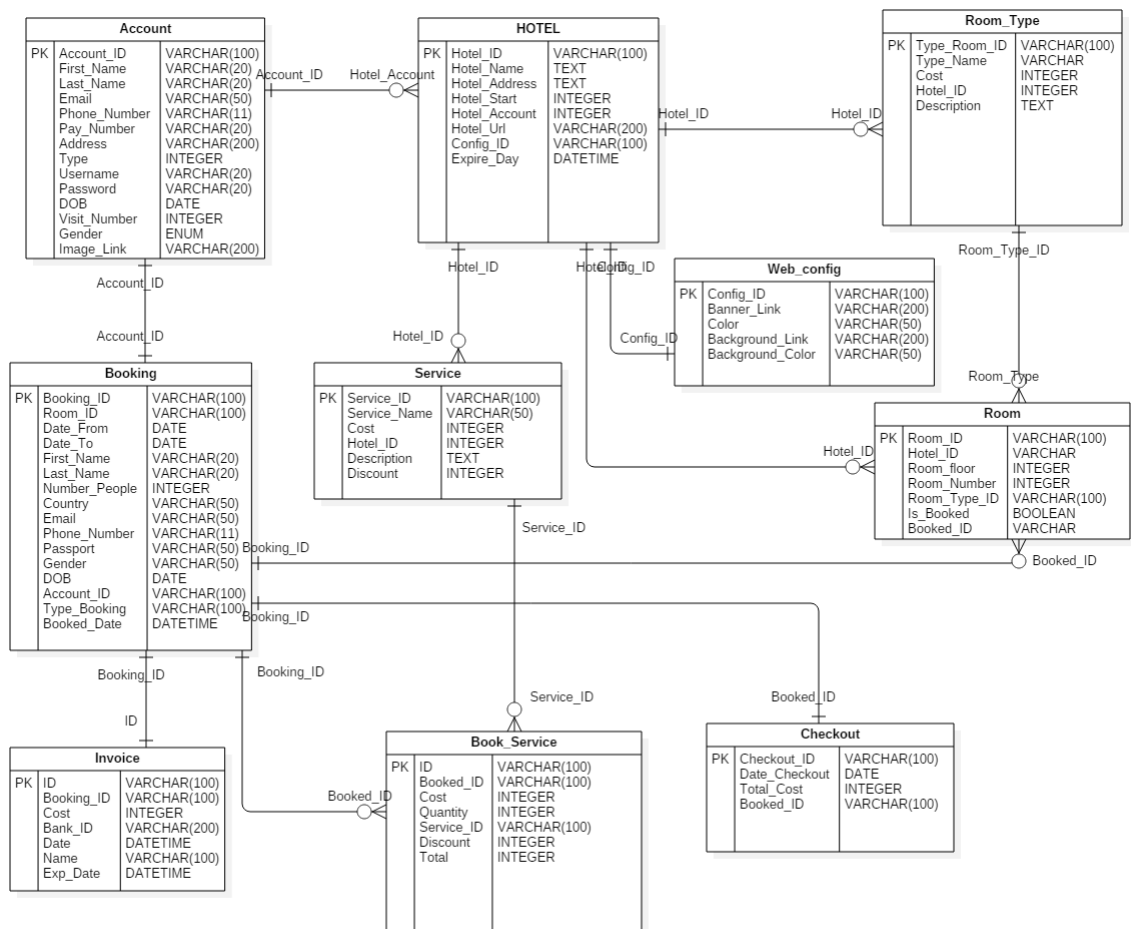 Account
PK Account_ID VARCHAR(100)
First_Name VARCHAR(20)
Last_Name VARCHAR(20)
Email VARCHAR(50)
Phone_Number VARCHAR(11)
Pay_Number VARCHAR(20)
Address VARCHAR(200)
Type INTEGER
Username VARCHAR(20)
Password VARCHAR(20)
DOB DATE
Visit_Number INTEGER
Gender ENUM
Image_Link VARCHAR(200)
Account_ID
Hotel_Account
HOTEL
PK Hotel_ID VARCHAR(100)
Hotel_Name TEXT
Hotel_Address TEXT
Hotel_Start INTEGER
Hotel_Account INTEGER
Hotel_Url VARCHAR(200)
Config_ID VARCHAR(100)
Expire_Day DATETIME
Hotel_ID
Hotel_ID
Room_Type
PK Type_Room_ID VARCHAR(100)
Type_Name VARCHAR
Cost INTEGER
Hotel_ID INTEGER
Description TEXT
Room_Type_ID
Account_ID
Account_ID
Hotel_ID
Hotel_ID
Hotel_ID
Config_ID
Config_ID
Web_config
PK Config_ID VARCHAR(100)
Banner_Link VARCHAR(200)
Color VARCHAR(50)
Background_Link VARCHAR(200)
Background_Color VARCHAR(50)
Room_Type
Booking
PK Booking_ID VARCHAR(100)
Room_ID VARCHAR(100)
Date_From DATE
Date_To DATE
First_Name VARCHAR(20)
Last_Name VARCHAR(20)
Number_People INTEGER
Country VARCHAR(50)
Email VARCHAR(50)
Phone_Number VARCHAR(11)
Passport VARCHAR(50)
Gender VARCHAR(50)
DOB DATE
Account_ID VARCHAR(100)
Type_Booking VARCHAR(100)
Booked_Date DATETIME
Service
PK Service_ID VARCHAR(100)
Service_Name VARCHAR(50)
Cost INTEGER
Hotel_ID INTEGER
Description TEXT
Discount INTEGER
Hotel_ID
Room
PK Room_ID VARCHAR(100)
Hotel_ID VARCHAR
Room_floor INTEGER
Room_Number INTEGER
Room_Type_ID VARCHAR(100)
Is_Booked BOOLEAN
Booked_ID VARCHAR
Service_ID
Booking_ID
Booked_ID
Booking_ID
Booking_ID
Booking_ID
ID
Service_ID
Booked_ID
Invoice
PK ID VARCHAR(100)
Booking_ID VARCHAR(100)
Cost INTEGER
Bank_ID VARCHAR(200)
Date DATETIME
Name VARCHAR(100)
Exp_Date DATETIME
Booked_ID
Book_Service
PK ID VARCHAR(100)
Booked_ID VARCHAR(100)
Cost INTEGER
Quantity INTEGER
Service_ID VARCHAR(100)
Discount INTEGER
Total INTEGER
Checkout
PK Checkout_ID VARCHAR(100)
Date_Checkout DATE
Total_Cost INTEGER
Booked_ID VARCHAR(100)